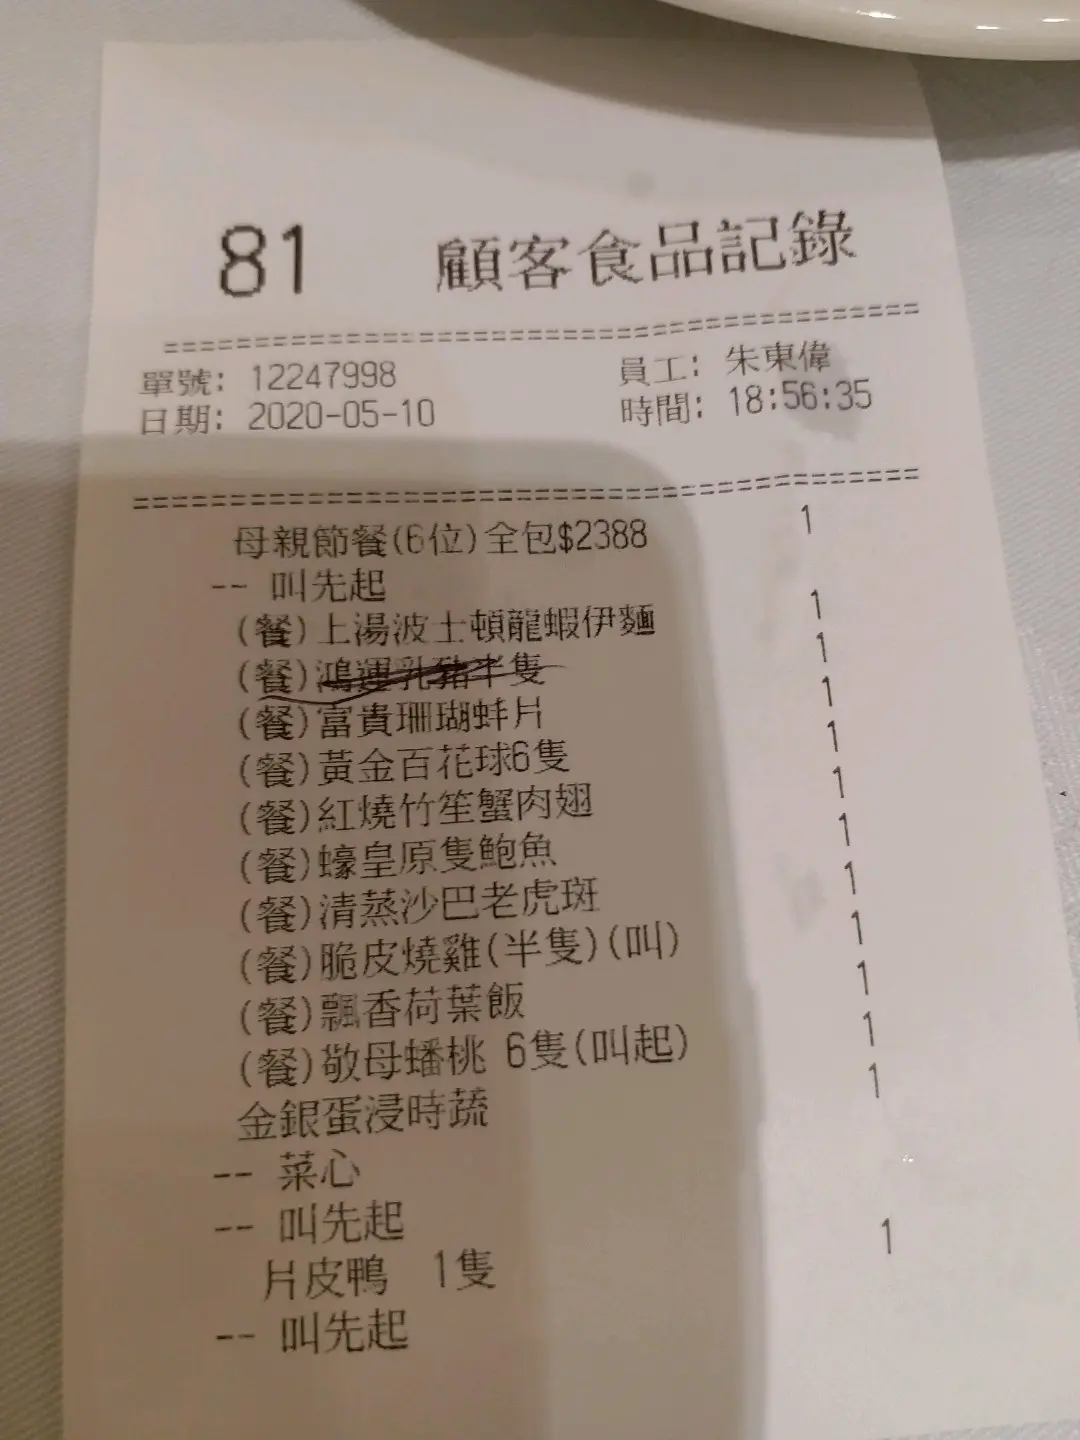 81 顧客食品記錄
========================================
單號: 12247998 員工: 朱東偉
日期: 2020-05-10 時間: 18:56:35
========================================
母親節餐(6位)全包$2388 1
-- 叫先起
(餐)上湯波士頓龍蝦伊麵 1
(餐)鴻運乳豬半隻 1
(餐)富貴珊瑚蚌片 1
(餐)黃金百花球6隻 1
(餐)紅燒竹笙蟹肉翅 1
(餐)蠔皇原隻鮑魚 1
(餐)清蒸沙巴老虎斑 1
(餐)脆皮燒雞(半隻)(叫) 1
(餐)飄香荷葉飯 1
(餐)敬母蟠桃 6隻(叫起) 1
金銀蛋浸時蔬 1
-- 菜心
-- 叫先起
片皮鴨 1隻 1
-- 叫先起